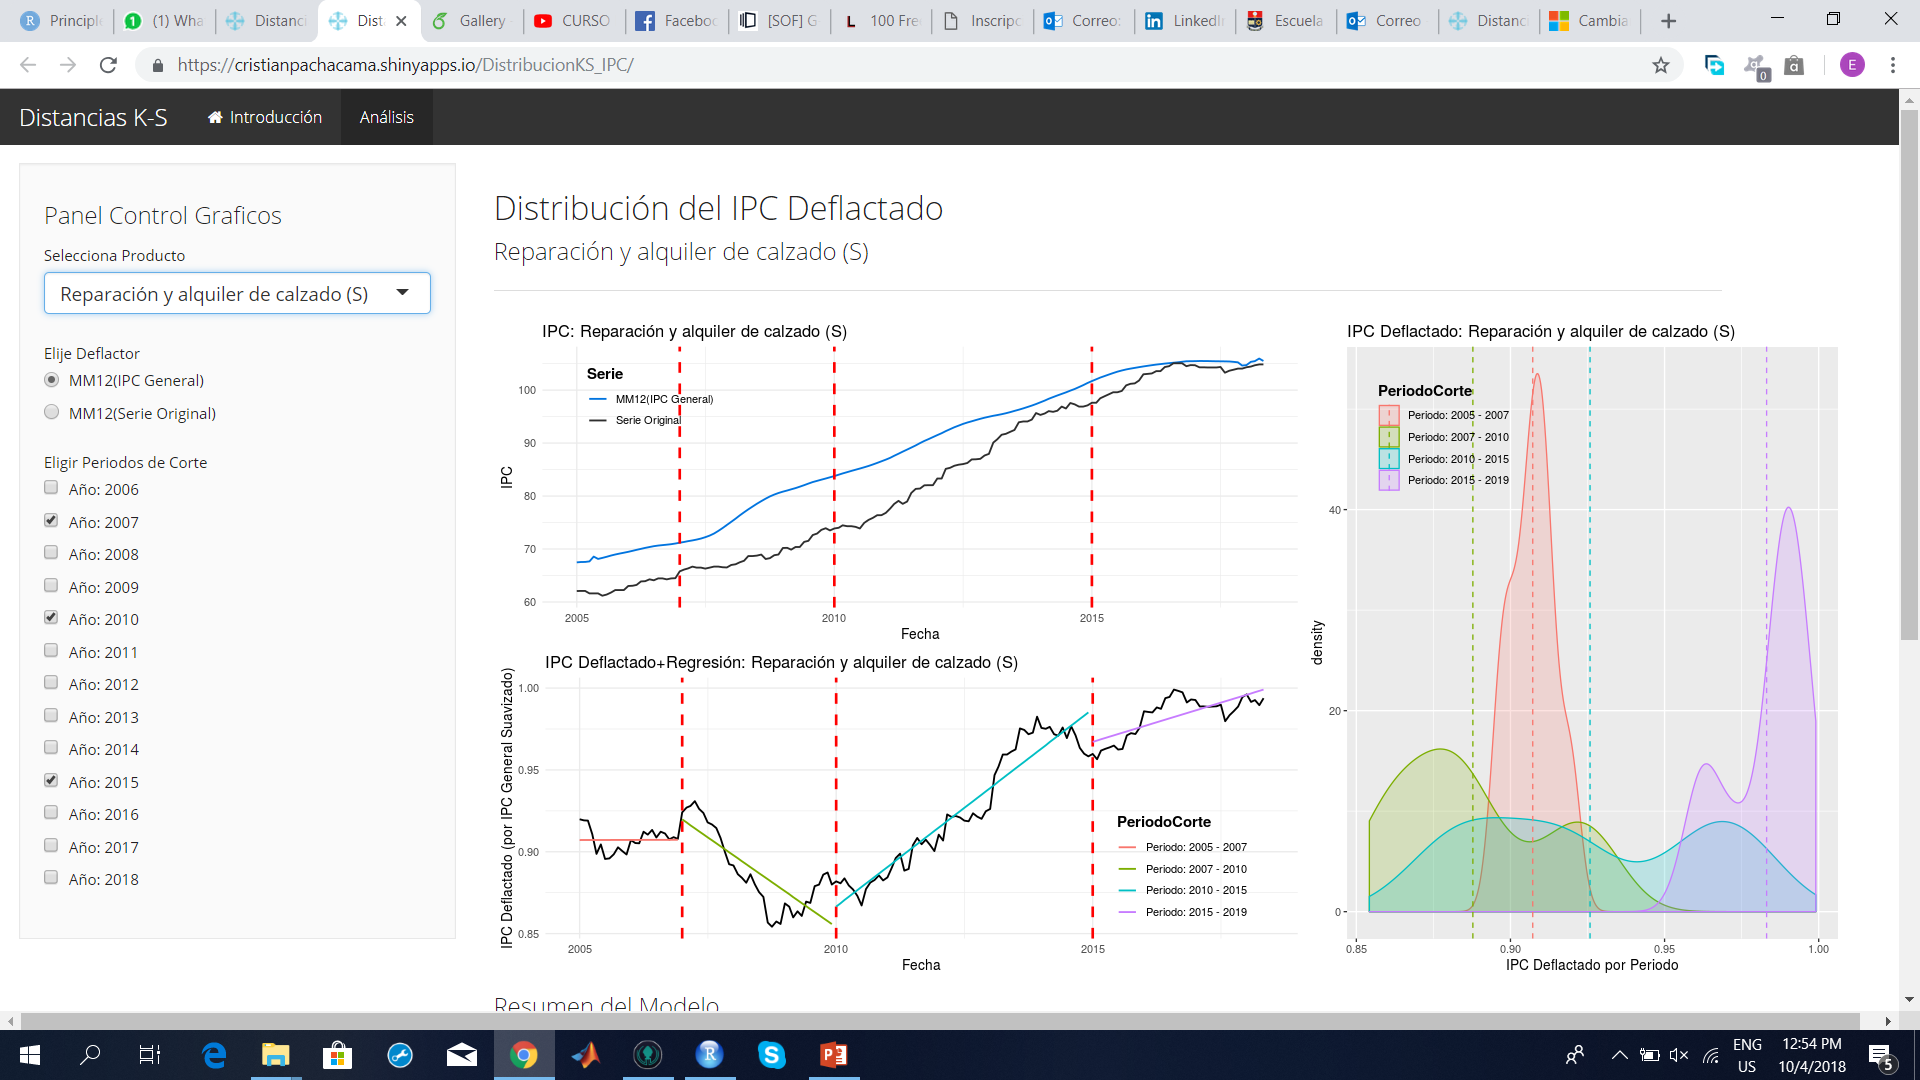 Principl
(1) Wha
Distanci
Dist
Gallery
CURSO
Faceboo
[SOF] G
100 Fre
Inscripc
Correo:
LinkedIn
Escuela
Correo
Distanc
Cambia
https://cristianpachacama.shinyapps.io/DistribucionKS_IPC/
0
E
Distancias K-S
Introducción
Análisis
Panel Control Graficos
Selecciona Producto
Reparación y alquiler de calzado (S)
Elije Deflactor
MM12(IPC General)
MM12(Serie Original)
Eligir Periodos de Corte
Año: 2006
Año: 2007
Año: 2008
Año: 2009
Año: 2010
Año: 2011
Año: 2012
Año: 2013
Año: 2014
Año: 2015
Año: 2016
Año: 2017
Año: 2018
Distribución del IPC Deflactado
Reparación y alquiler de calzado (S)
IPC: Reparación y alquiler de calzado (S)
Serie
MM12(IPC General)
Serie Original
IPC
100
90
80
70
60
2005
2010
2015
Fecha
IPC Deflactado+Regresión: Reparación y alquiler de calzado (S)
IPC Deflactado (por IPC General Suavizado)
1.00
0.95
0.90
0.85
PeriodoCorte
Periodo: 2005 - 2007
Periodo: 2007 - 2010
Periodo: 2010 - 2015
Periodo: 2015 - 2019
2005
2010
2015
Fecha
IPC Deflactado: Reparación y alquiler de calzado (S)
PeriodoCorte
Periodo: 2005 - 2007
Periodo: 2007 - 2010
Periodo: 2010 - 2015
Periodo: 2015 - 2019
density
40
20
0
0.85
0.90
0.95
1.00
IPC Deflactado por Periodo
Resumen del Modelo
ENG
US
12:54 PM
10/4/2018
5